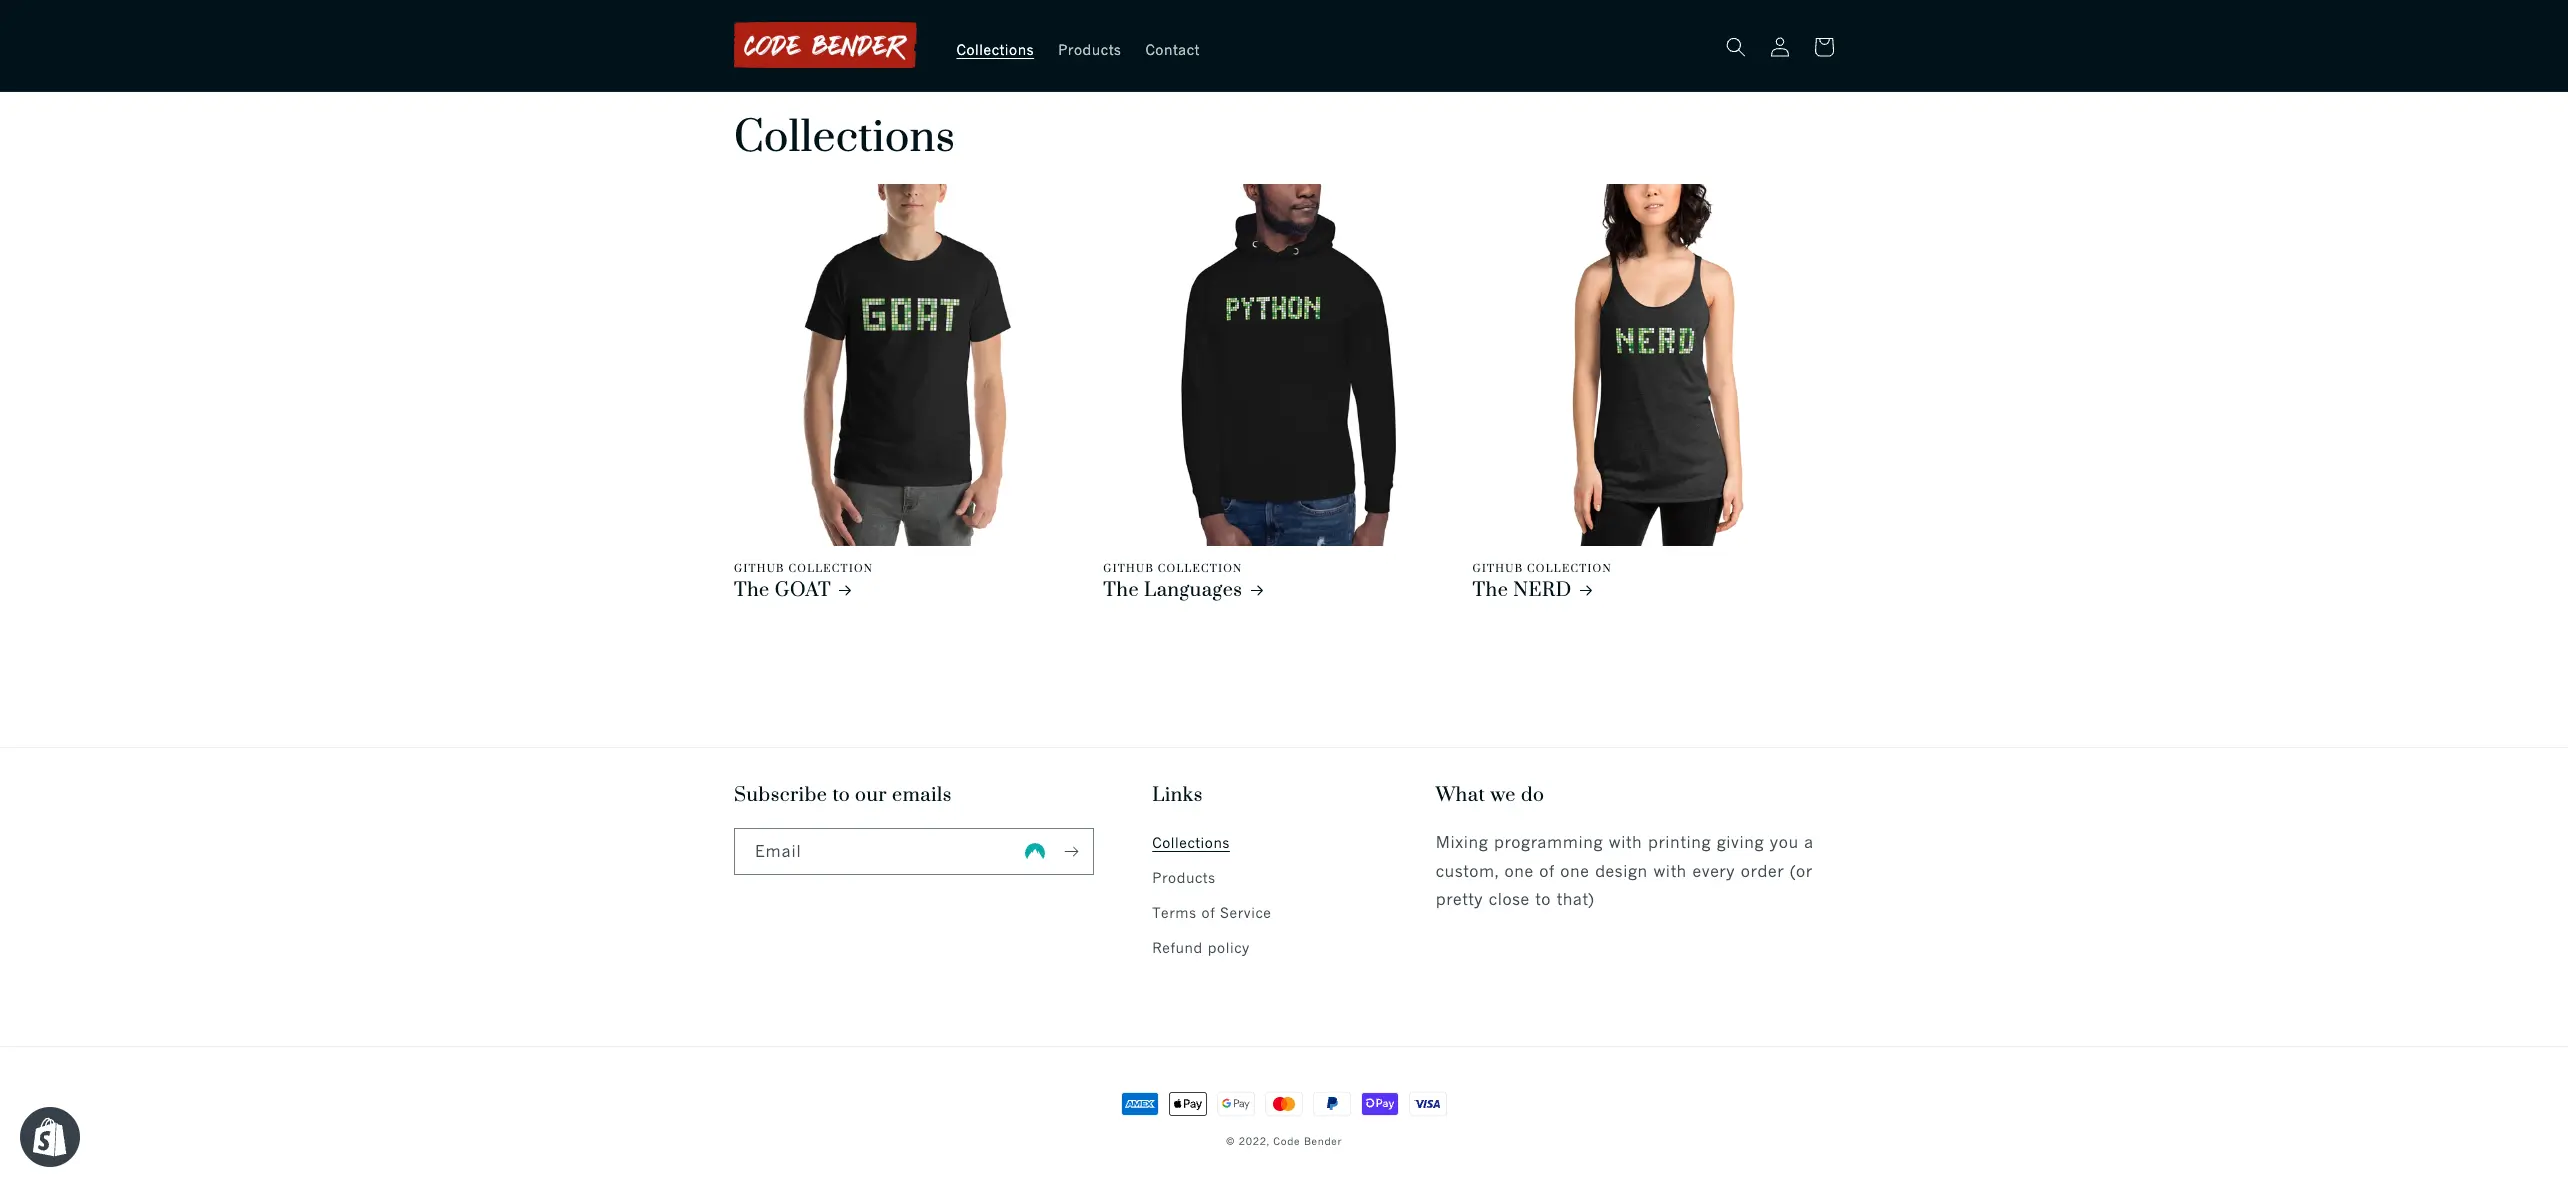 CODE BENDER
Collections
Products
Contact
Collections
GOAT
PYTHON
NERD
GITHUB COLLECTION
The GOAT →
GITHUB COLLECTION
The Languages →
GITHUB COLLECTION
The NERD →
Subscribe to our emails
Email
Links
Collections
Products
Terms of Service
Refund policy
What we do
Mixing programming with printing giving you a
custom, one of one design with every order (or
pretty close to that)
AMEX
Pay
G Pay
Pay
VISA
© 2022, Code Bender
S